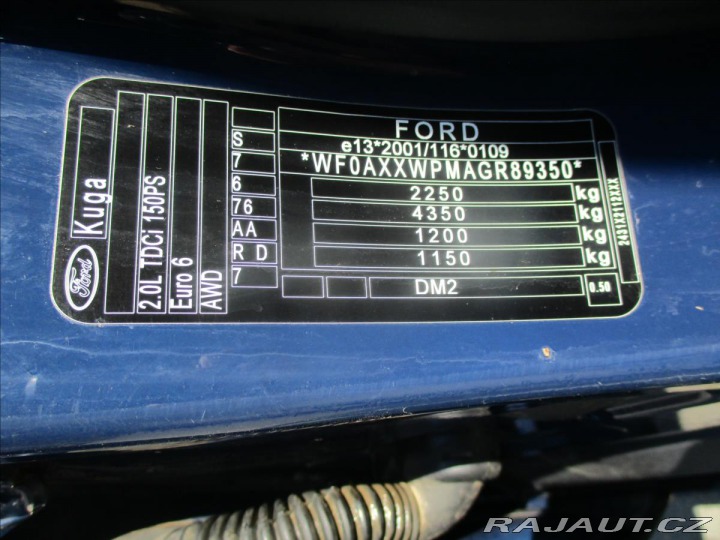 Ford
Kuga
2.0L TDCi 150PS
Euro 6
AWD
S
7
6
76
AA
R D
7
FORD
e13*2001/116*0109
*WF0AXXWPMAGR89350*
2250 kg
4350 kg
1200 kg
1150 kg
DM2
0.50
2431X2112XXX
RAJAUT.CZ